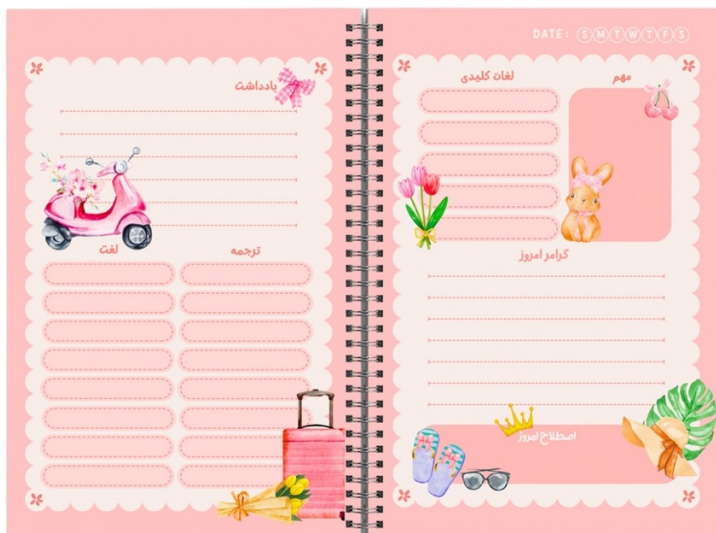 یادداشت
لغت
ترجمه
DATE : S M T W T F S
لغات کلیدی
مهم
گرامر امروز
اصطلاح امروز